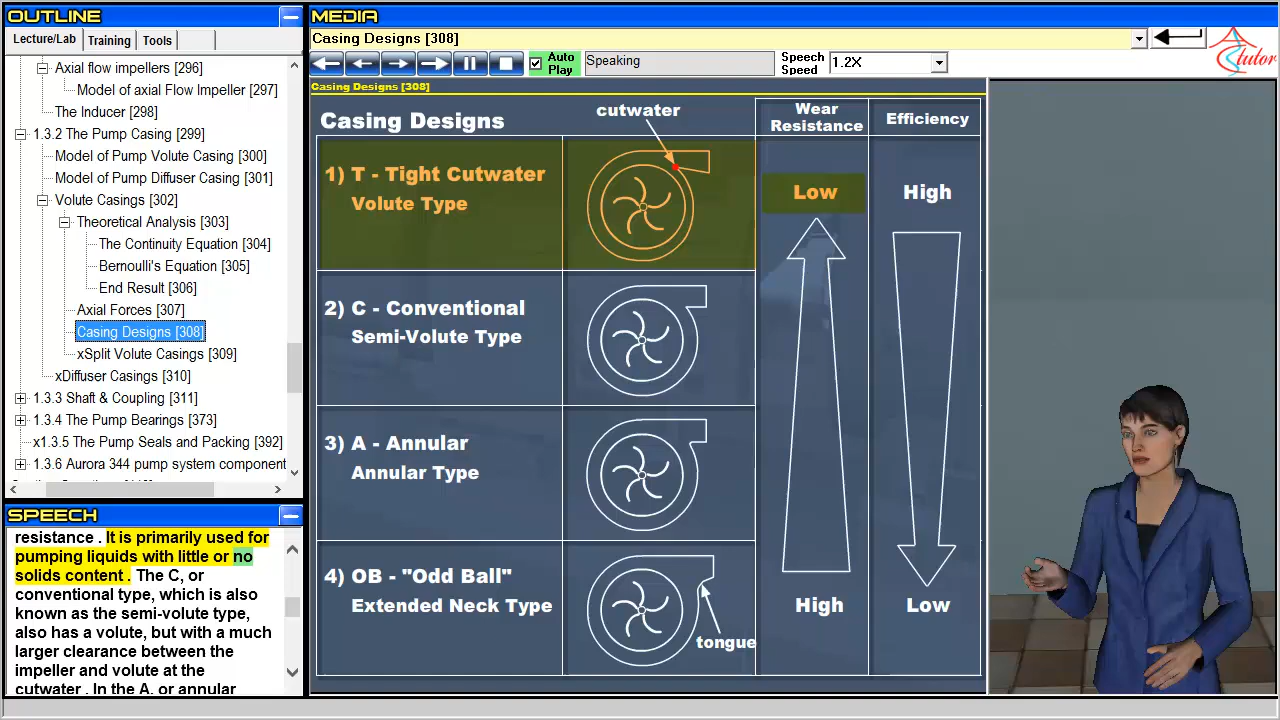 OUTLINE
Lecture/Lab Training Tools
Axial flow impellers [296]
Model of axial Flow Impeller [297]
The Inducer [298]
1.3.2 The Pump Casing [299]
Model of Pump Volute Casing [300]
Model of Pump Diffuser Casing [301]
Volute Casings [302]
Theoretical Analysis [303]
The Continuity Equation [304]
Bernoulli's Equation [305]
End Result [306]
Axial Forces [307]
Casing Designs [308]
xSplit Volute Casings [309]
xDiffuser Casings [310]
1.3.3 Shaft & Coupling [311]
1.3.4 The Pump Bearings [373]
x1.3.5 The Pump Seals and Packing [392]
1.3.6 Aurora 344 pump system component
SPEECH
resistance . It is primarily used for
pumping liquids with little or no
solids content . The C, or
conventional type, which is also
known as the semi-volute type,
also has a volute, but with a much
larger clearance between the
impeller and volute at the
cutwater . In the A, or annular
MEDIA
Casing Designs [308]
Auto
Play
Speaking
Speech
Speed
1.2X
tutor
Casing Designs [308]
Casing Designs
cutwater
Wear
Resistance
Efficiency
1) T - Tight Cutwater
Volute Type
Low
High
2) C - Conventional
Semi-Volute Type
3) A - Annular
Annular Type
4) OB - "Odd Ball"
Extended Neck Type
tongue
High
Low